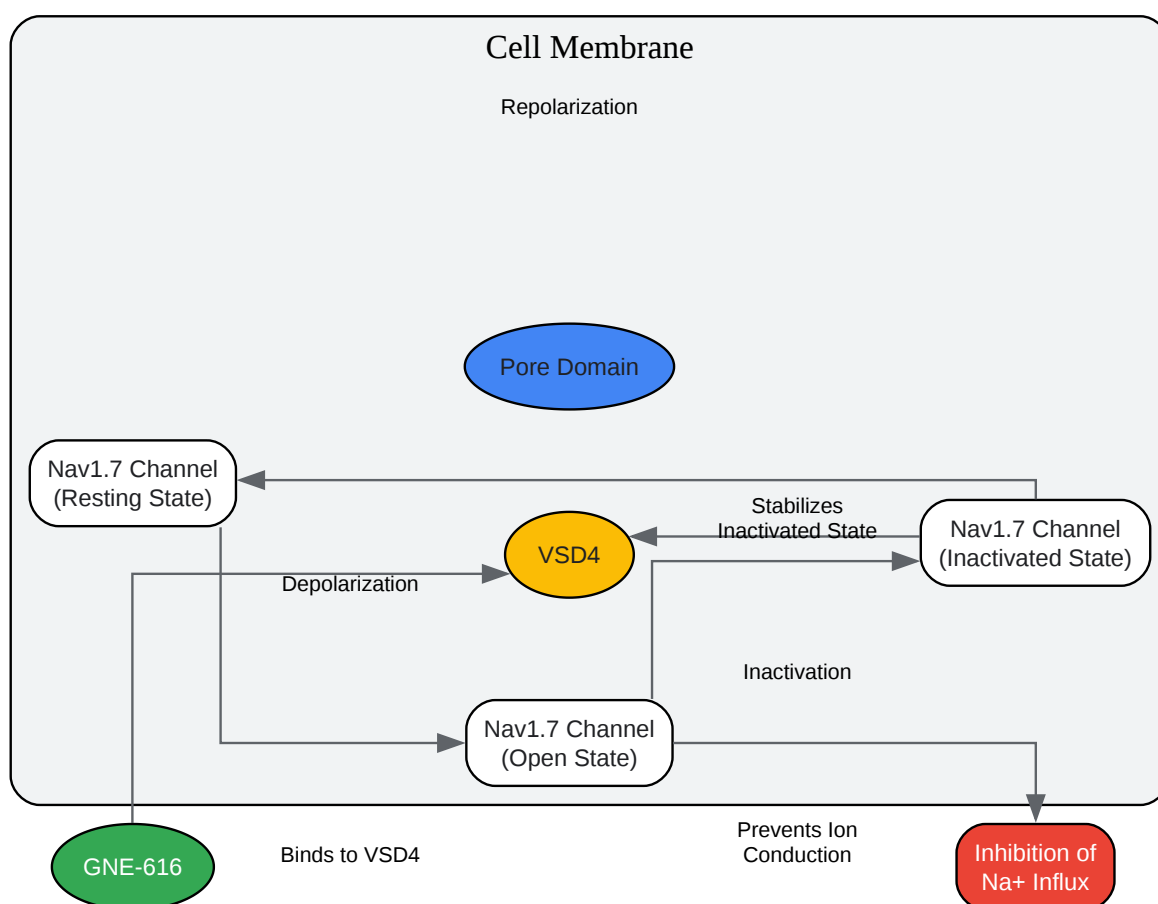 Cell Membrane
Repolarization
Pore Domain
Nav1.7 Channel
(Resting State)
Stabilizes
Inactivated State
Nav1.7 Channel
(Inactivated State)
VSD4
Depolarization
Inactivation
Nav1.7 Channel
(Open State)
GNE-616
Binds to VSD4
Prevents Ion
Conduction
Inhibition of
Na+ Influx